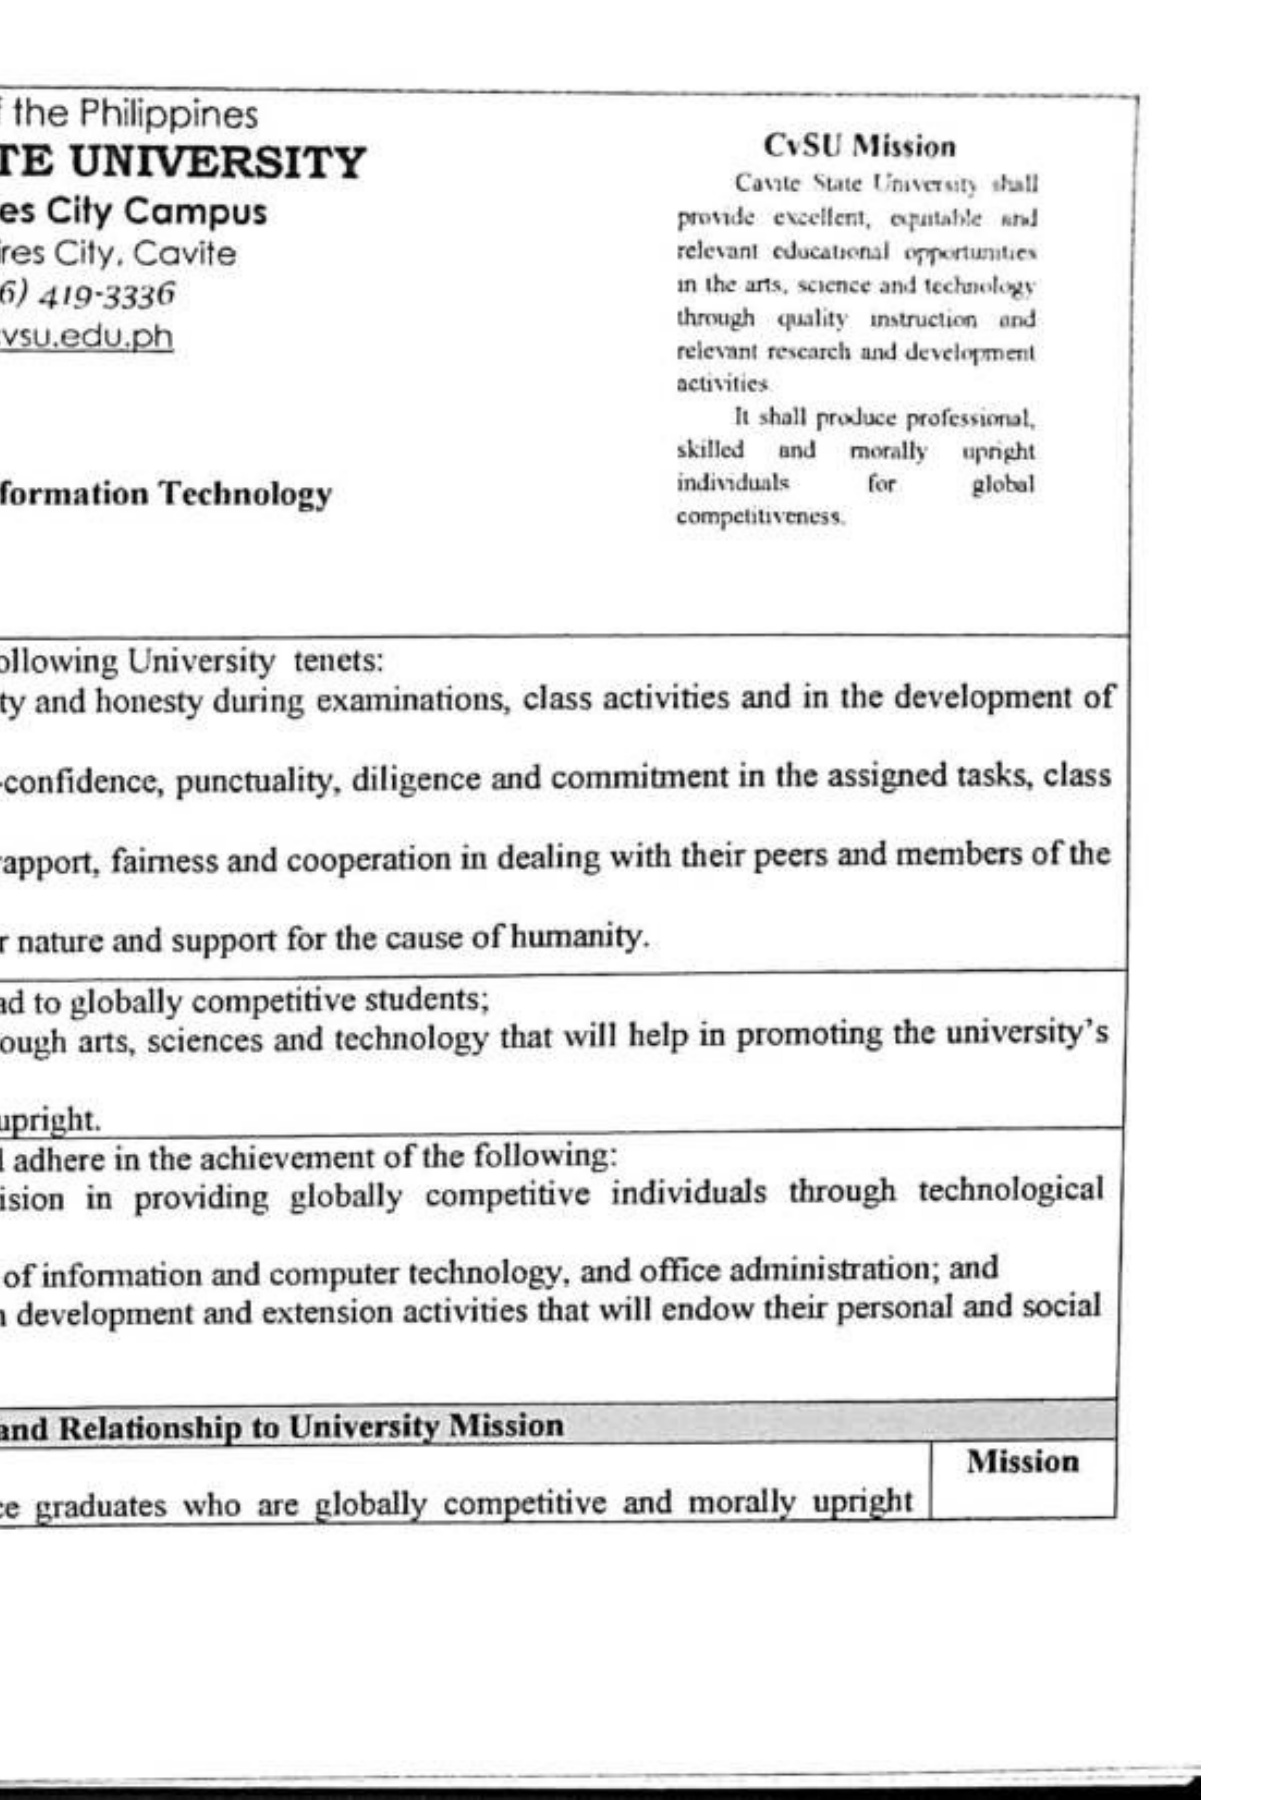 f the Philippines
TE UNIVERSITY
es City Campus
ires City, Cavite
6) 419-3336
vsu.edu.ph
formation Technology
CvSU Mission
Cavite State University shall
provide excellent, equitable and
relevant educational opportunities
in the arts, science and technology
through quality instruction and
relevant research and development
activities
It shall produce professional,
skilled and morally upright
individuals for global
competitiveness.
ollowing University tenets:
ty and honesty during examinations, class activities and in the development of
-confidence, punctuality, diligence and commitment in the assigned tasks, class
rapport, fairness and cooperation in dealing with their peers and members of the
r nature and support for the cause of humanity.
ad to globally competitive students;
ough arts, sciences and technology that will help in promoting the university's
upright.
l adhere in the achievement of the following:
ision in providing globally competitive individuals through technological
of information and computer technology, and office administration; and
n development and extension activities that will endow their personal and social
and Relationship to University Mission
Mission
ce graduates who are globally competitive and morally upright